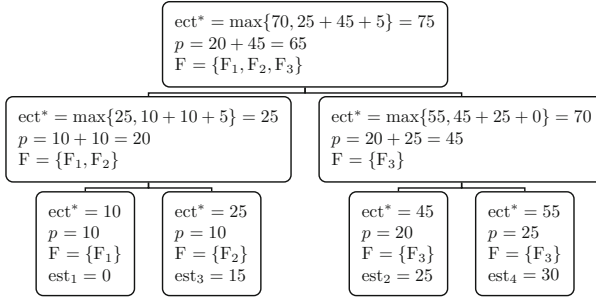 ect* = max{70, 25 + 45 + 5} = 75
p = 20 + 45 = 65
F = {F₁, F₂, F₃}
ect* = max{25, 10 + 10 + 5} = 25
p = 10 + 10 = 20
F = {F₁, F₂}
ect* = max{55, 45 + 25 + 0} = 70
p = 20 + 25 = 45
F = {F₃}
ect* = 10
p = 10
F = {F₁}
est₁ = 0
ect* = 25
p = 10
F = {F₂}
est₃ = 15
ect* = 45
p = 20
F = {F₃}
est₂ = 25
ect* = 55
p = 25
F = {F₃}
est₄ = 30